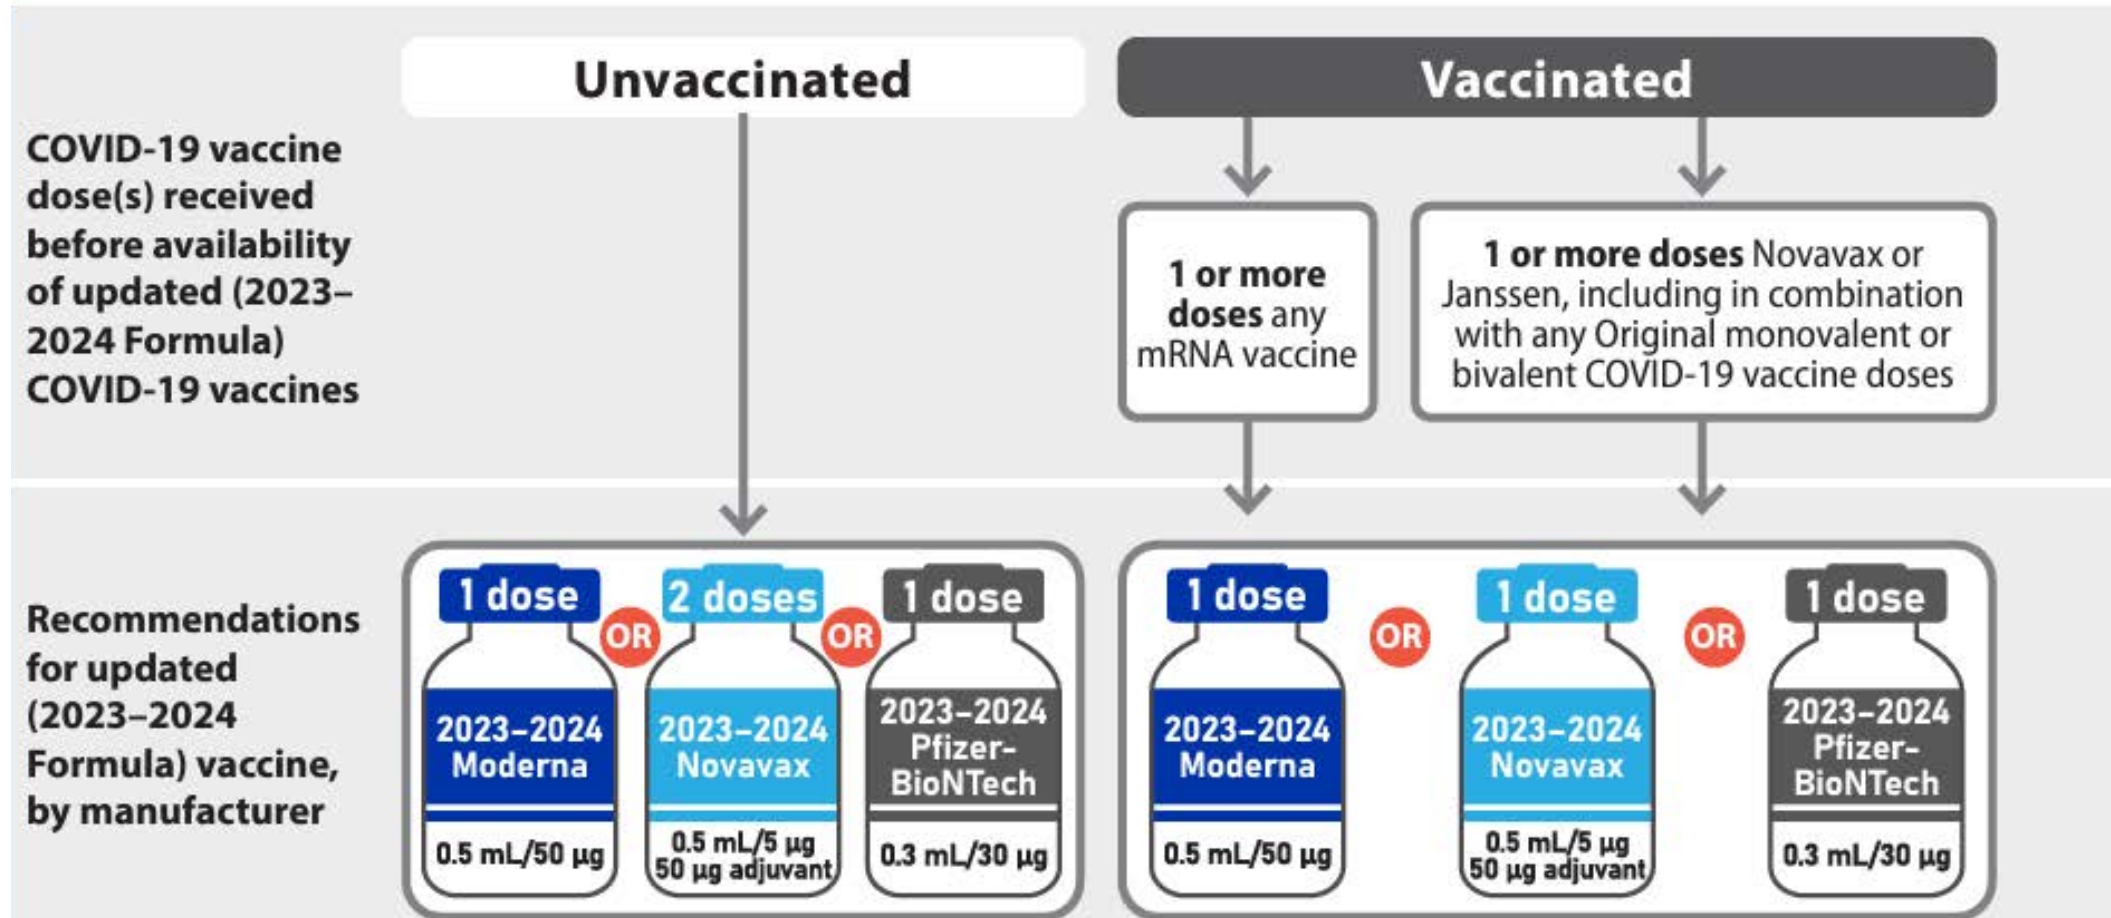 Unvaccinated
Vaccinated
COVID-19 vaccine
dose(s) received
before availability
of updated (2023–
2024 Formula)
COVID-19 vaccines
1 or more
doses any
mRNA vaccine
1 or more doses Novavax or
Janssen, including in combination
with any Original monovalent or
bivalent COVID-19 vaccine doses
Recommendations
for updated
(2023–2024
Formula) vaccine,
by manufacturer
1 dose
2023–2024
Moderna
0.5 mL/50 µg
OR
2 doses
2023–2024
Novavax
0.5 mL/5 µg
50 µg adjuvant
OR
1 dose
2023–2024
Pfizer-
BioNTech
0.3 mL/30 µg
1 dose
2023–2024
Moderna
0.5 mL/50 µg
OR
1 dose
2023–2024
Novavax
0.5 mL/5 µg
50 µg adjuvant
OR
1 dose
2023–2024
Pfizer-
BioNTech
0.3 mL/30 µg